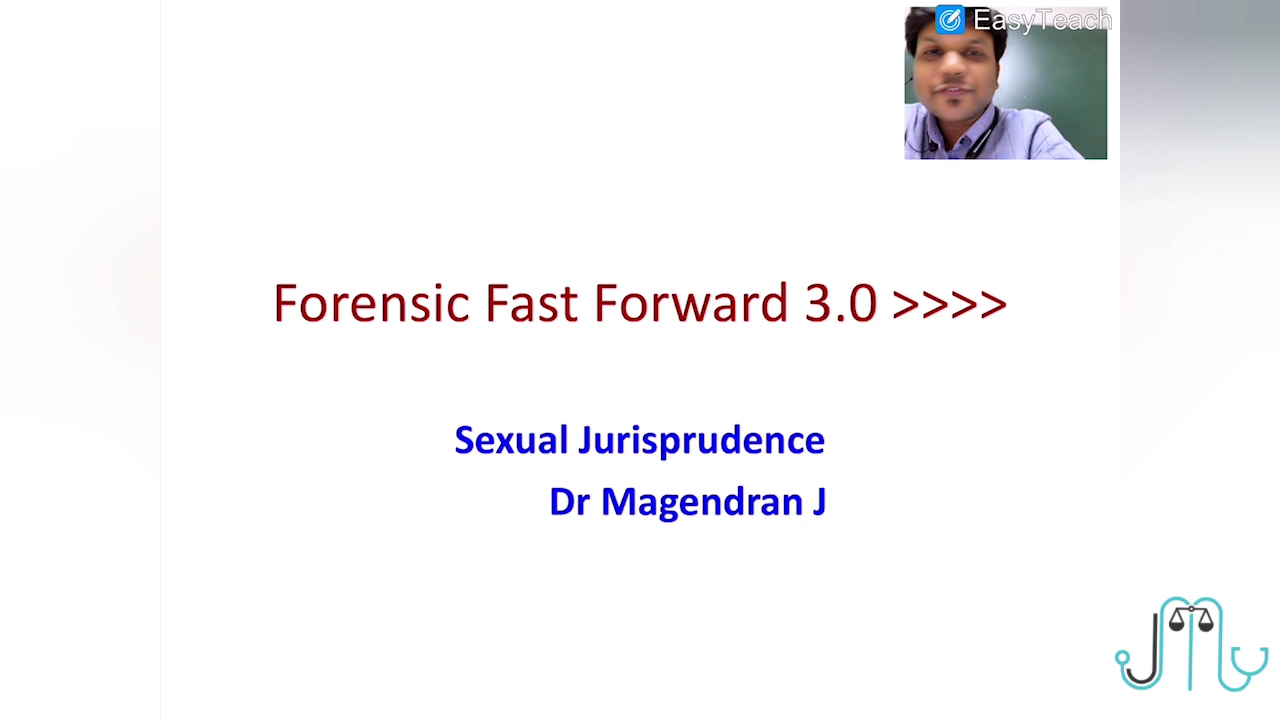 EasyTeach
Forensic Fast Forward 3.0 >>>>
Sexual Jurisprudence
Dr Magendran J